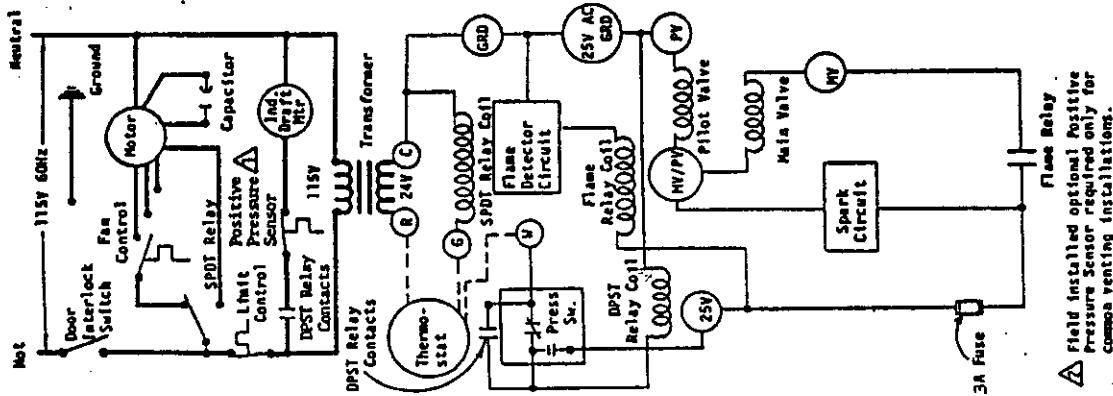 Hot
Neutral
115V 60Hz
Ground
Door
Interlock
Switch
Fan
Control
Motor
Capacitor
SPDT Relay
Positive
Pressure
Sensor
2
Limit
Control
DPST Relay
Contacts
Ind.
Draft
Mtr
115V
Transformer
24V
R
C
DPST Relay
Contacts
Thermo-
stat
G
SPDT Relay Coil
GRD
W
Flame
Detector
Circuit
25V AC
GRD
Press
Sw.
Flame
Relay Coil
DPST
Relay Coil
PV
Pilot Valve
MV/PV
25V
Main Valve
MV
Spark
Circuit
3A Fuse
Flame Relay
2 Field installed optional Positive
Pressure Sensor required only for
common venting installations.